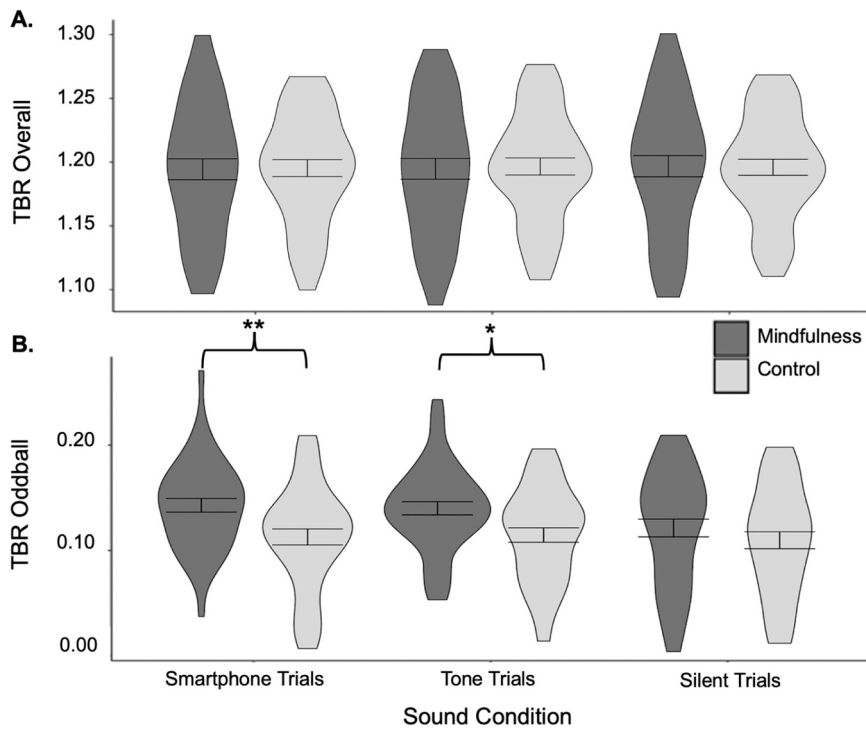 A.
1.30
1.25
1.20
1.15
1.10
TBR Overall
**
*
Mindfulness
Control
B.
0.20
0.10
0.00
TBR Oddball
Smartphone Trials
Tone Trials
Silent Trials
Sound Condition